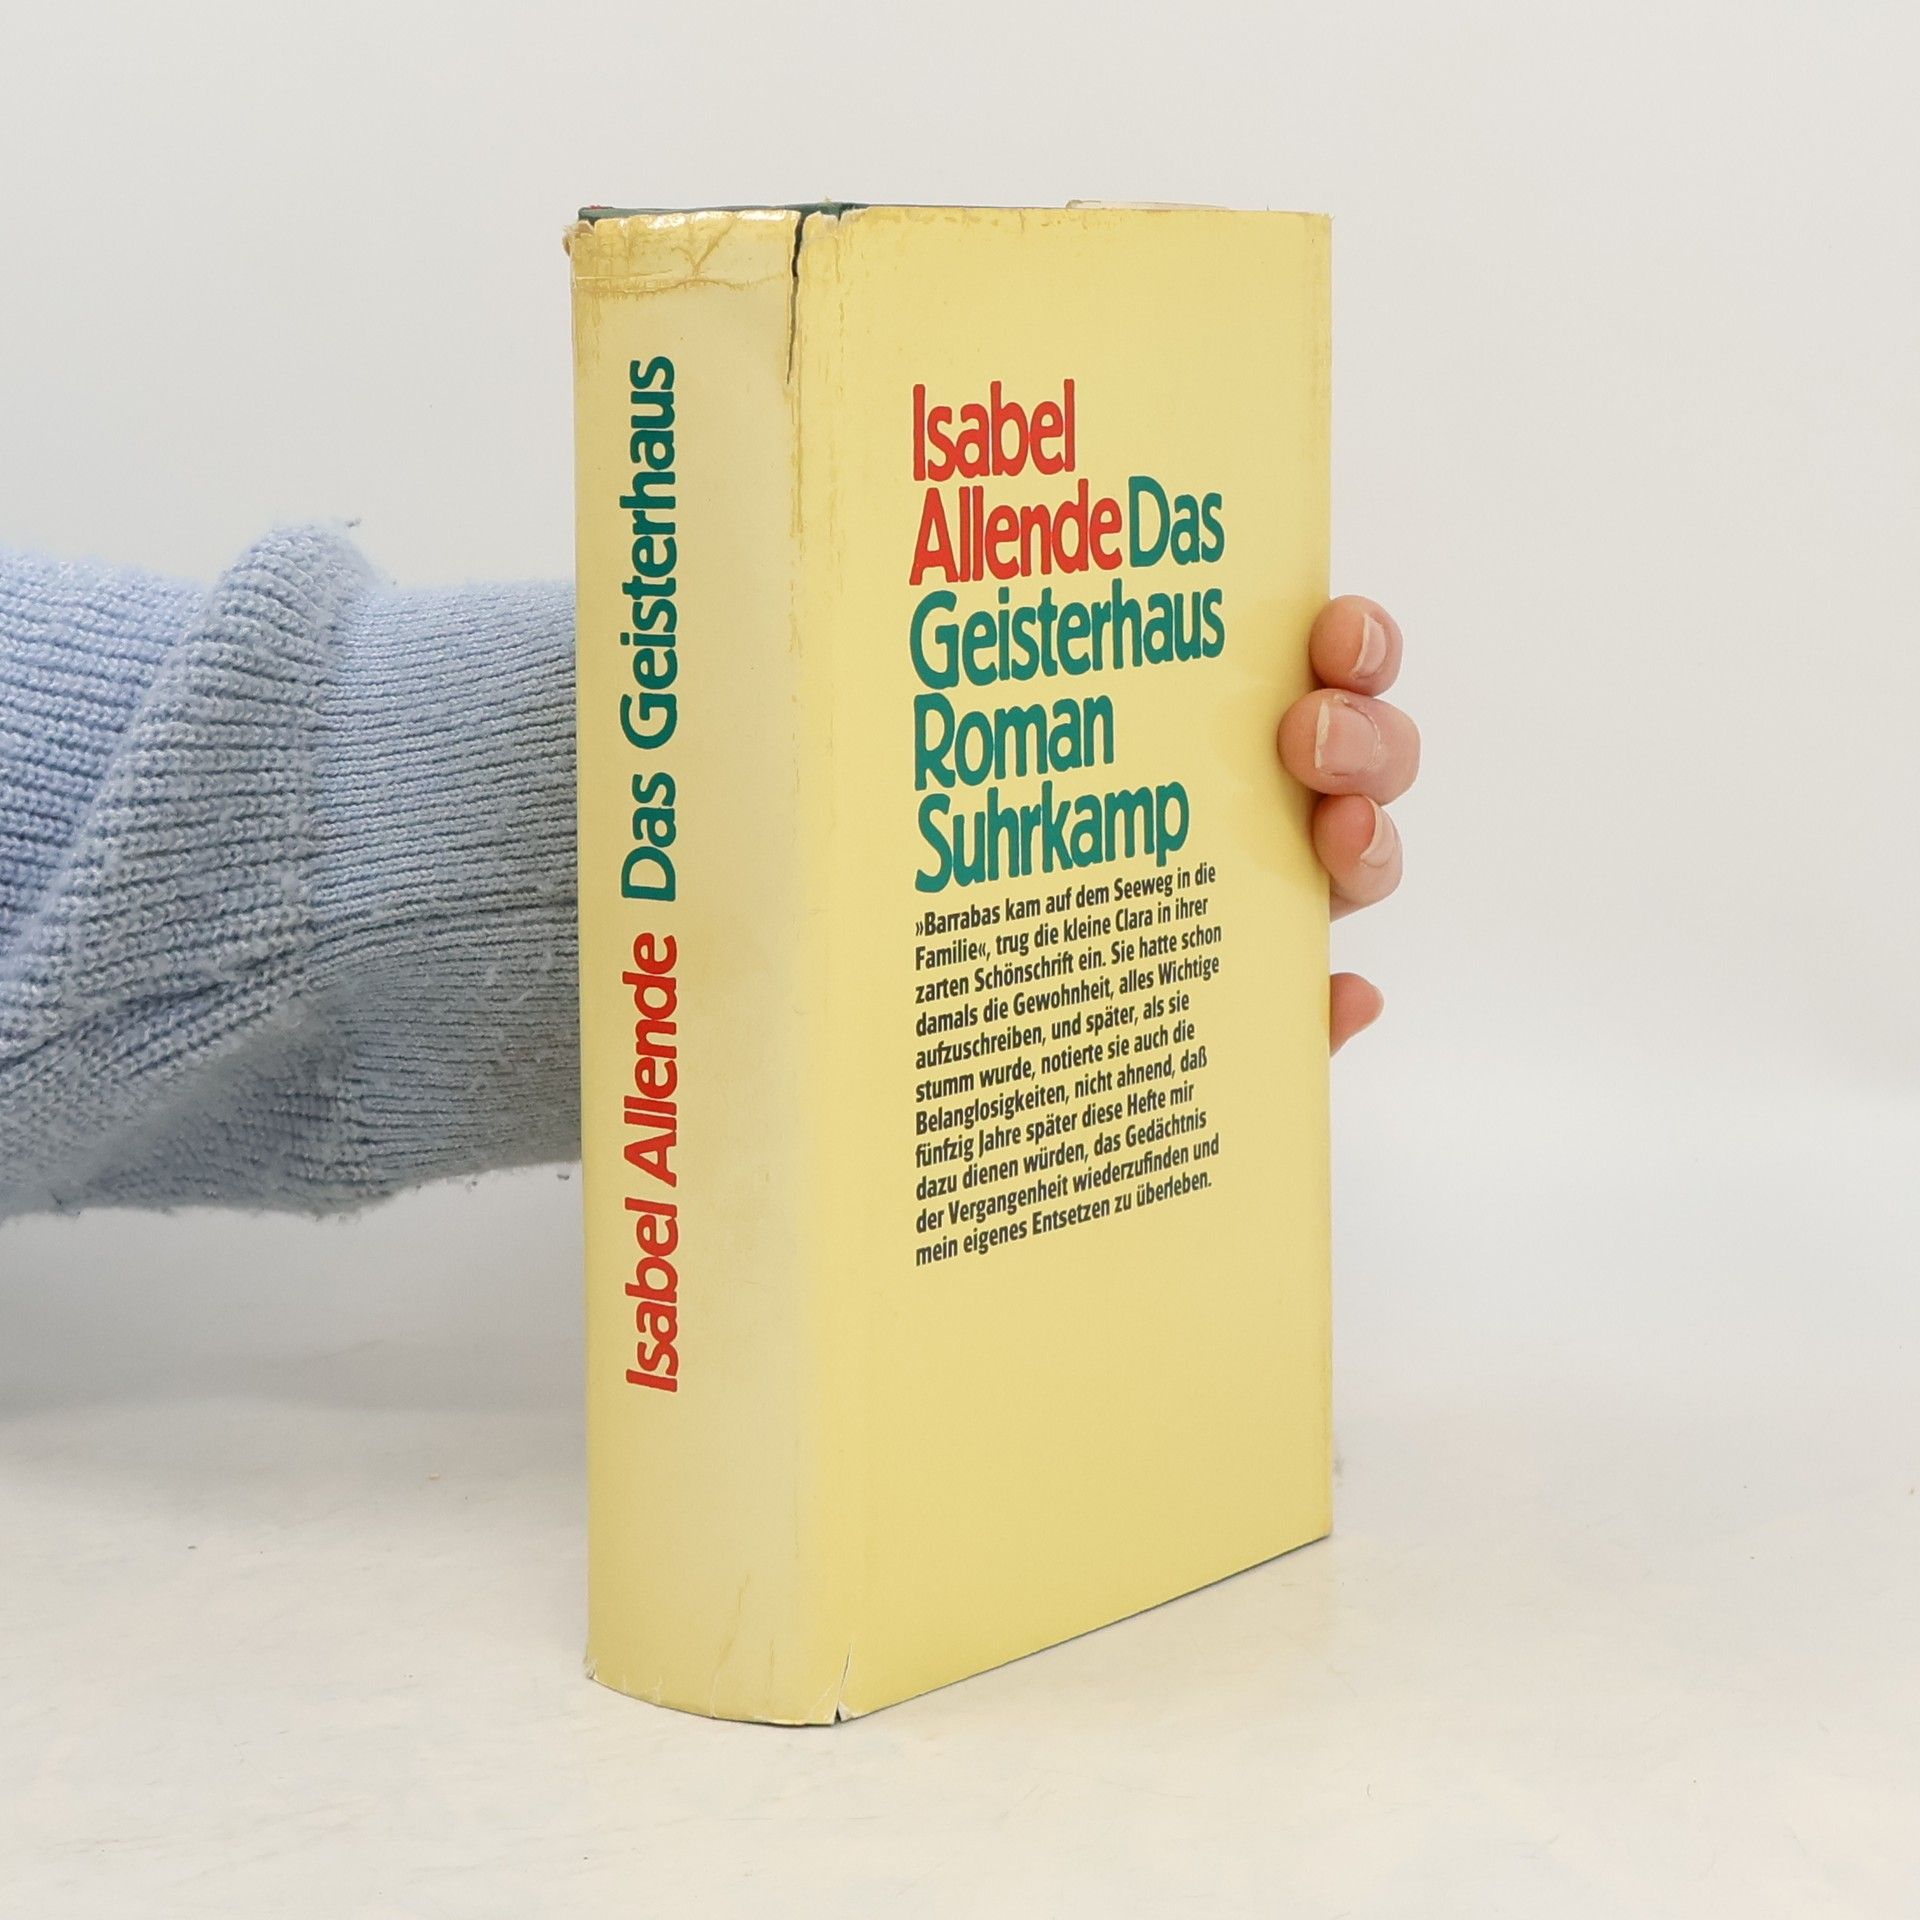 Isabel Allende Das Geisterhaus
Isabel
Allende Das
Geisterhaus
Roman
Suhrkamp
»Barrabas kam auf dem Seeweg in die
Familie«, trug die kleine Clara in ihrer
zarten Schönschrift ein. Sie hatte schon
damals die Gewohnheit, alles Wichtige
aufzuschreiben, und später, als sie
stumm wurde, notierte sie auch die
Belanglosigkeiten, nicht ahnend, daß
fünfzig Jahre später diese Hefte mir
dazu dienen würden, das Gedächtnis
der Vergangenheit wiederzufinden und
mein eigenes Entsetzen zu überleben.